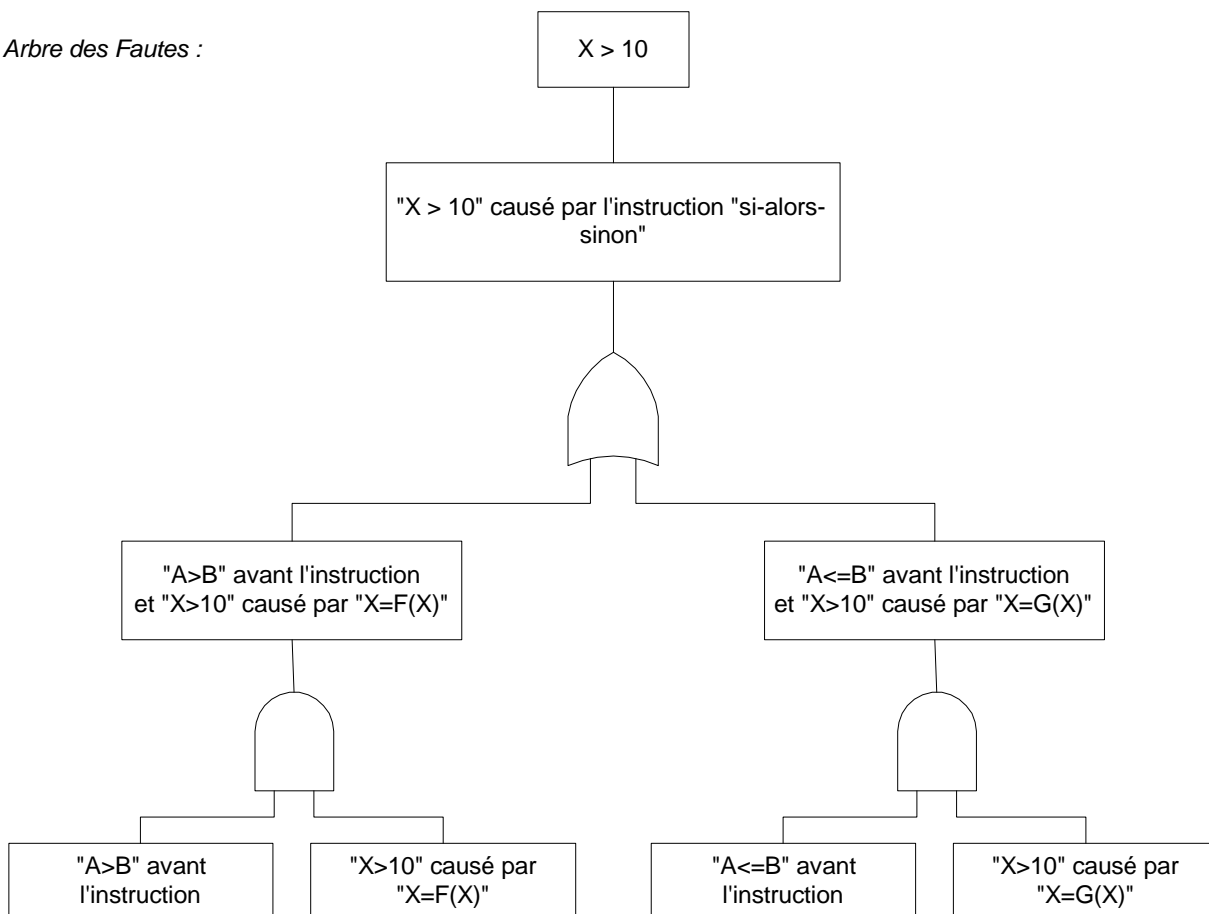 Arbre des Fautes :
X > 10
"X > 10" causé par l'instruction "si-alors-
sinon"
"A>B" avant l'instruction
et "X>10" causé par "X=F(X)"
"A<=B" avant l'instruction
et "X>10" causé par "X=G(X)"
"A>B" avant
l'instruction
"X>10" causé par
"X=F(X)"
"A<=B" avant
l'instruction
"X>10" causé par
"X=G(X)"